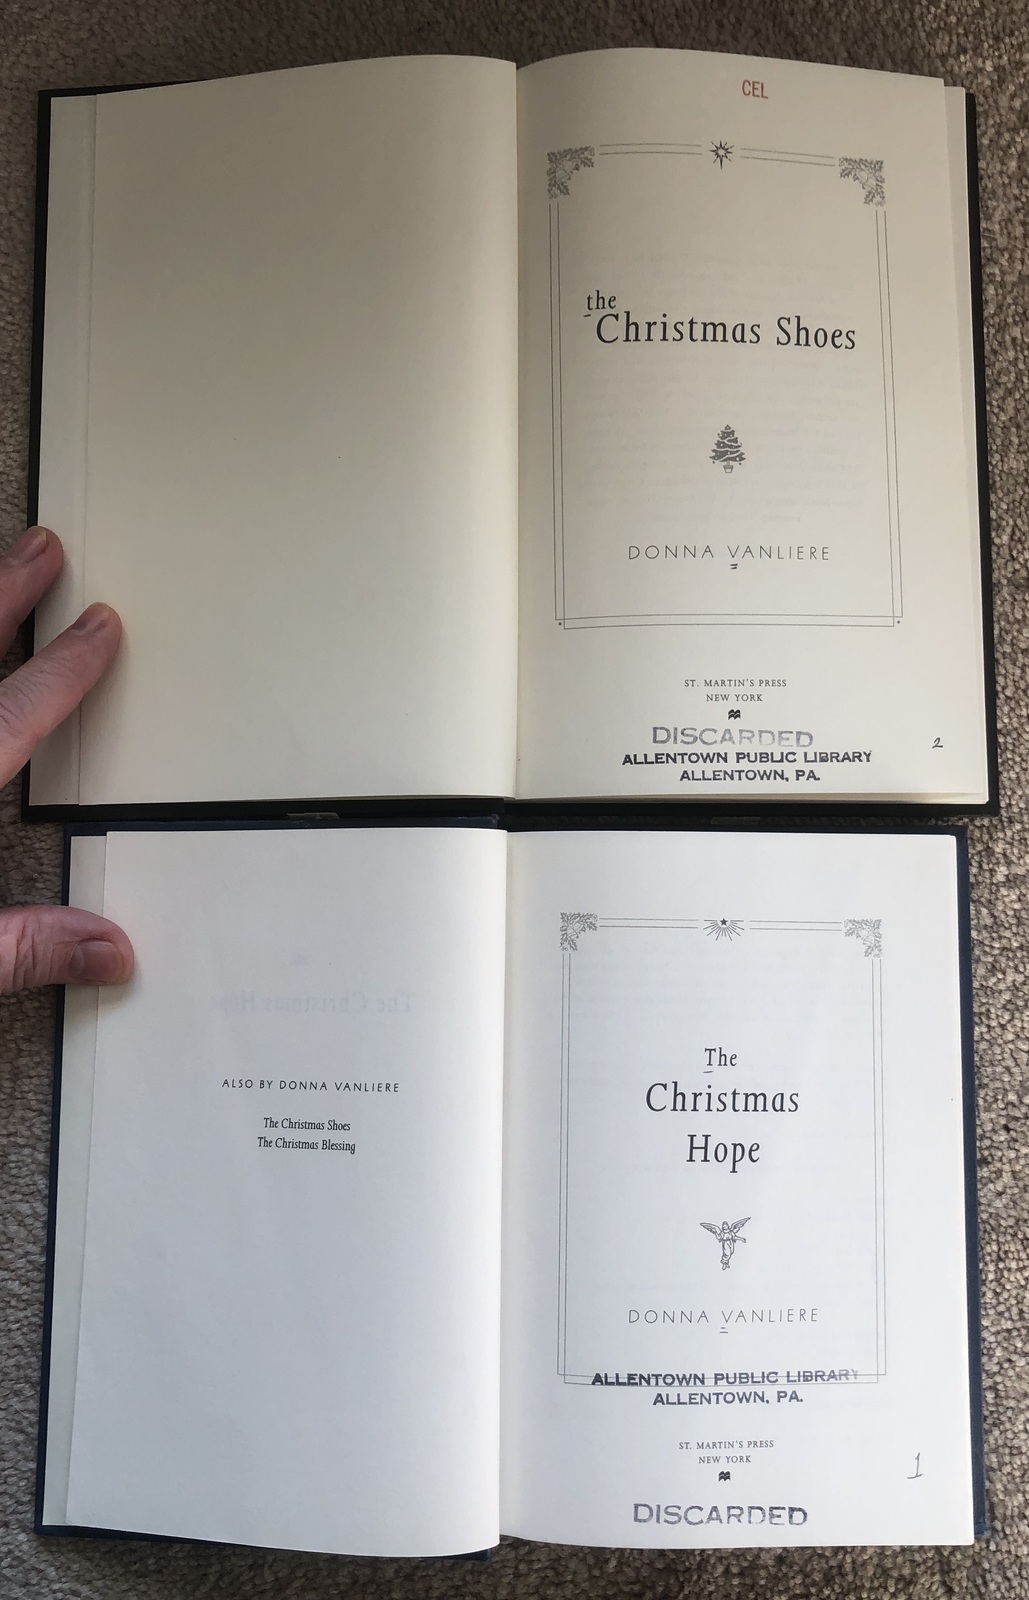 CEL
the
Christmas Shoes
DONNA VANLIERE
ST. MARTIN'S PRESS
NEW YORK
DISCARDED
ALLENTOWN PUBLIC LIBRARY
ALLENTOWN, PA.
2
ALSO BY DONNA VANLIERE
The Christmas Shoes
The Christmas Blessing
The
Christmas
Hope
DONNA VANLIERE
ALLENTOWN PUBLIC LIBRARY
ALLENTOWN, PA.
ST. MARTIN'S PRESS
NEW YORK
1
DISCARDED